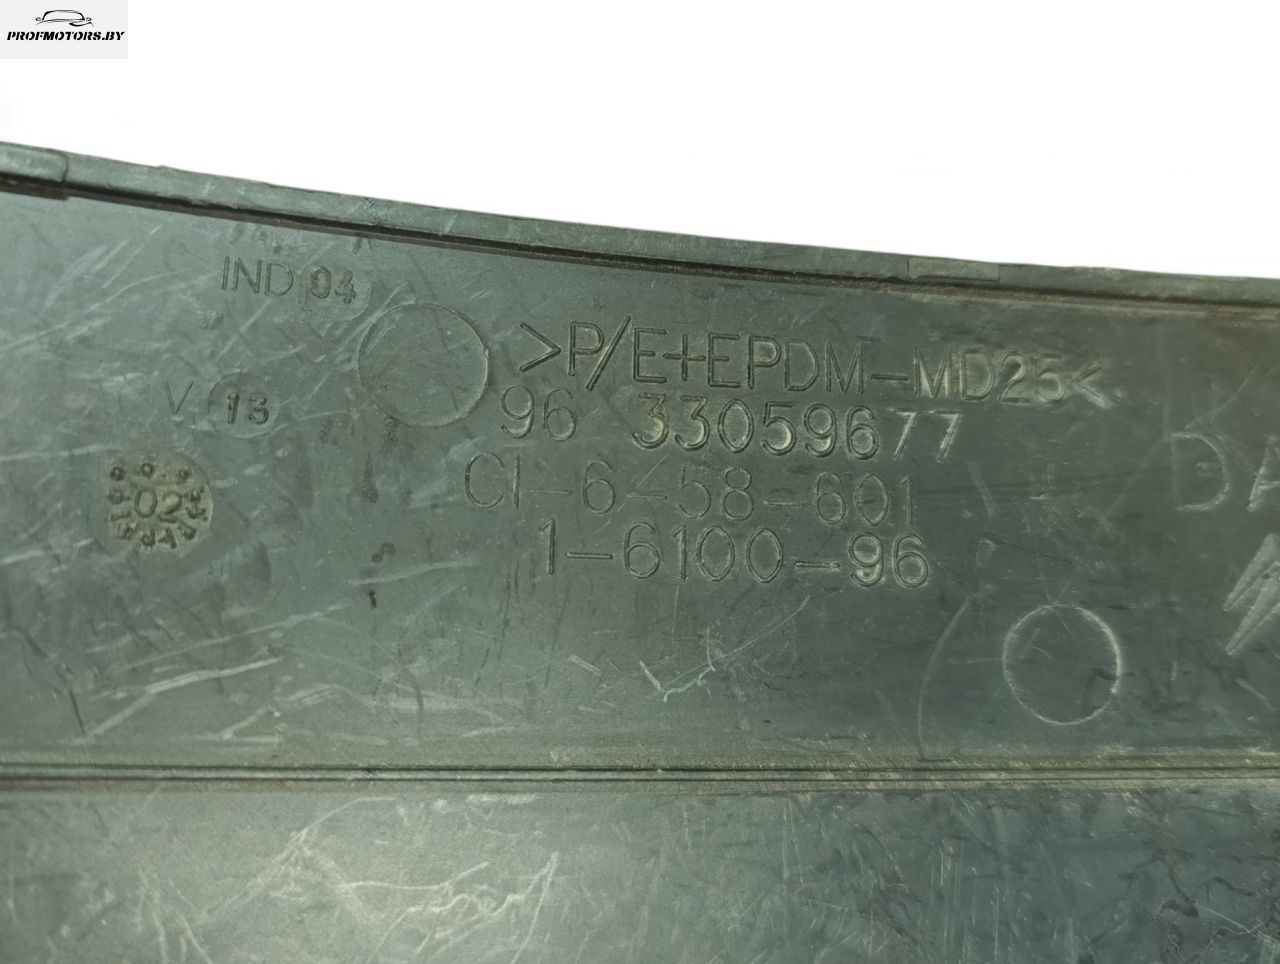 PROFMOTORS.BY
IND 04
>P/E+EPDM-MD25<
V 13
96 33059677
02
CI-6-58-601
1-6100-96